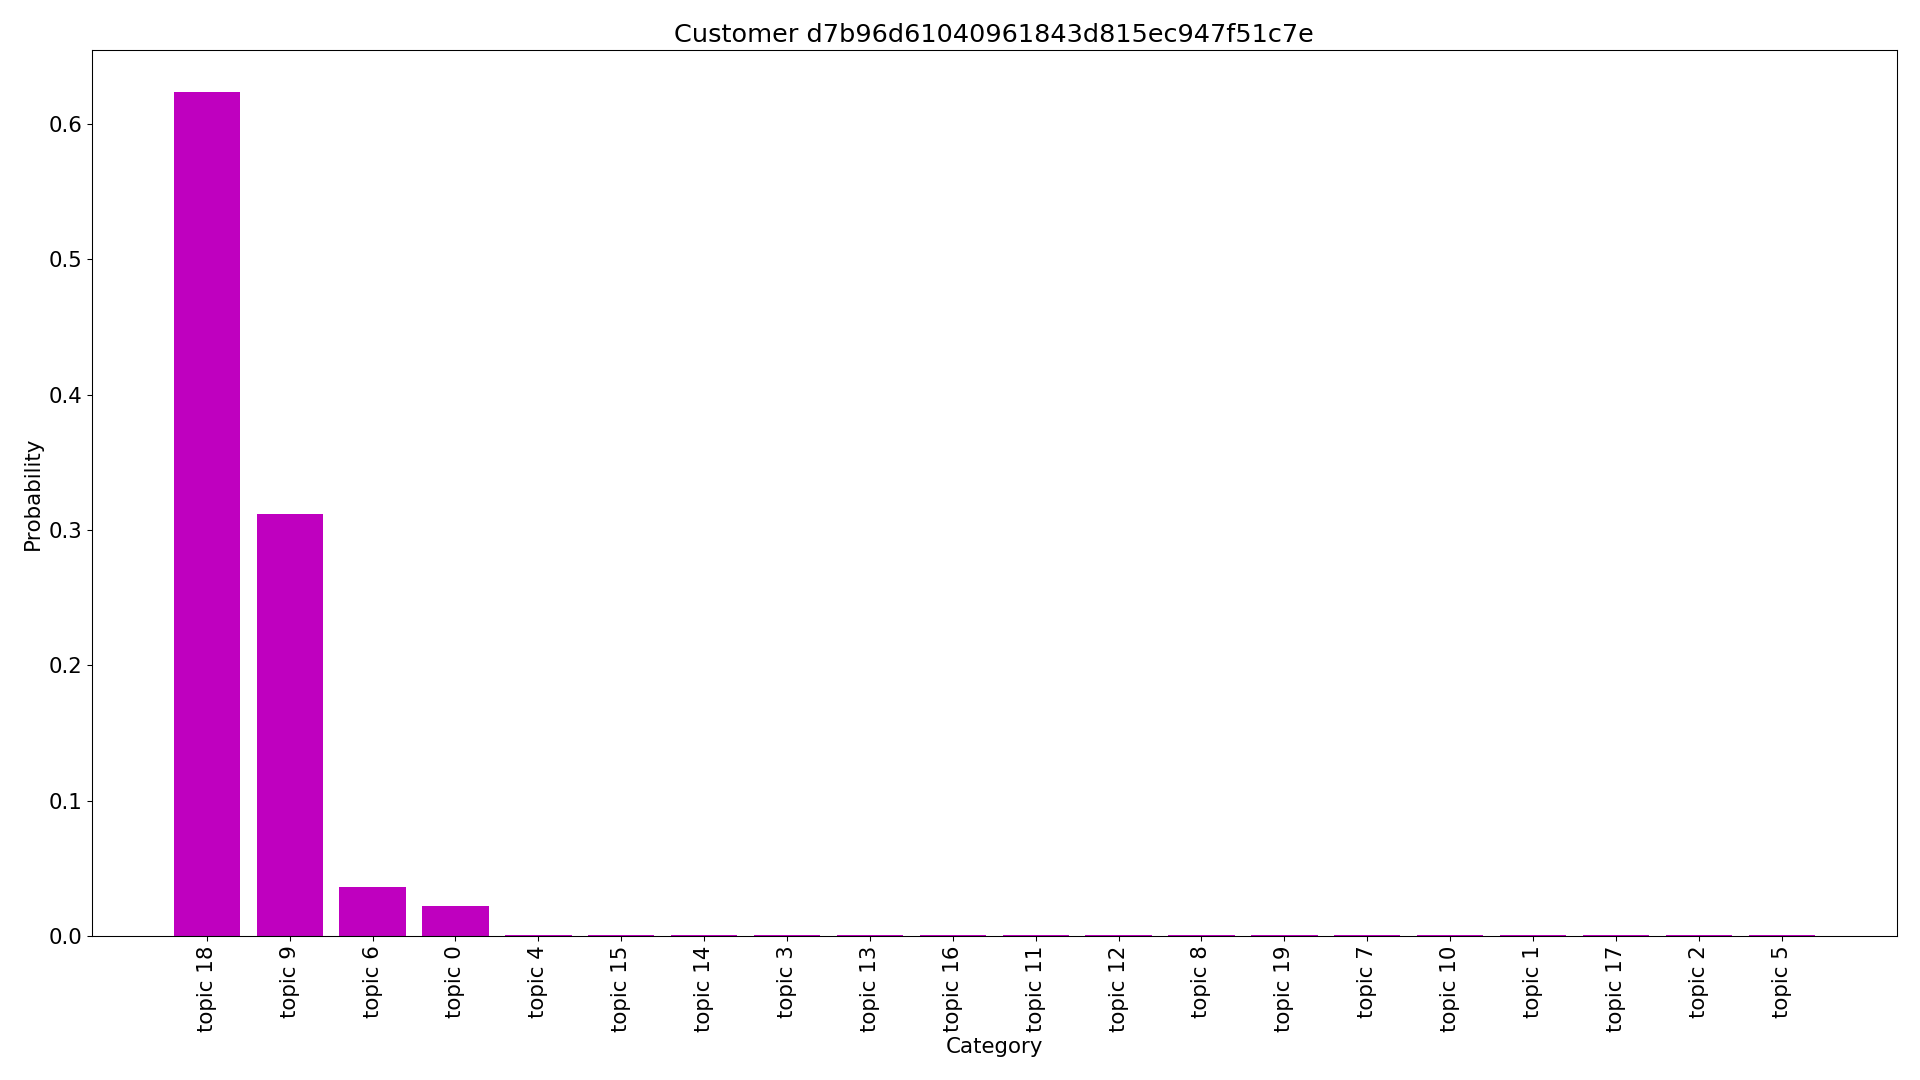 Customer d7b96d61040961843d815ec947f51c7e
Probability
0.6
0.5
0.4
0.3
0.2
0.1
0.0
topic 18
topic 9
topic 6
topic 0
topic 4
topic 15
topic 14
topic 3
topic 13
topic 16
topic 11
topic 12
topic 8
topic 19
topic 7
topic 10
topic 1
topic 17
topic 2
topic 5
Category